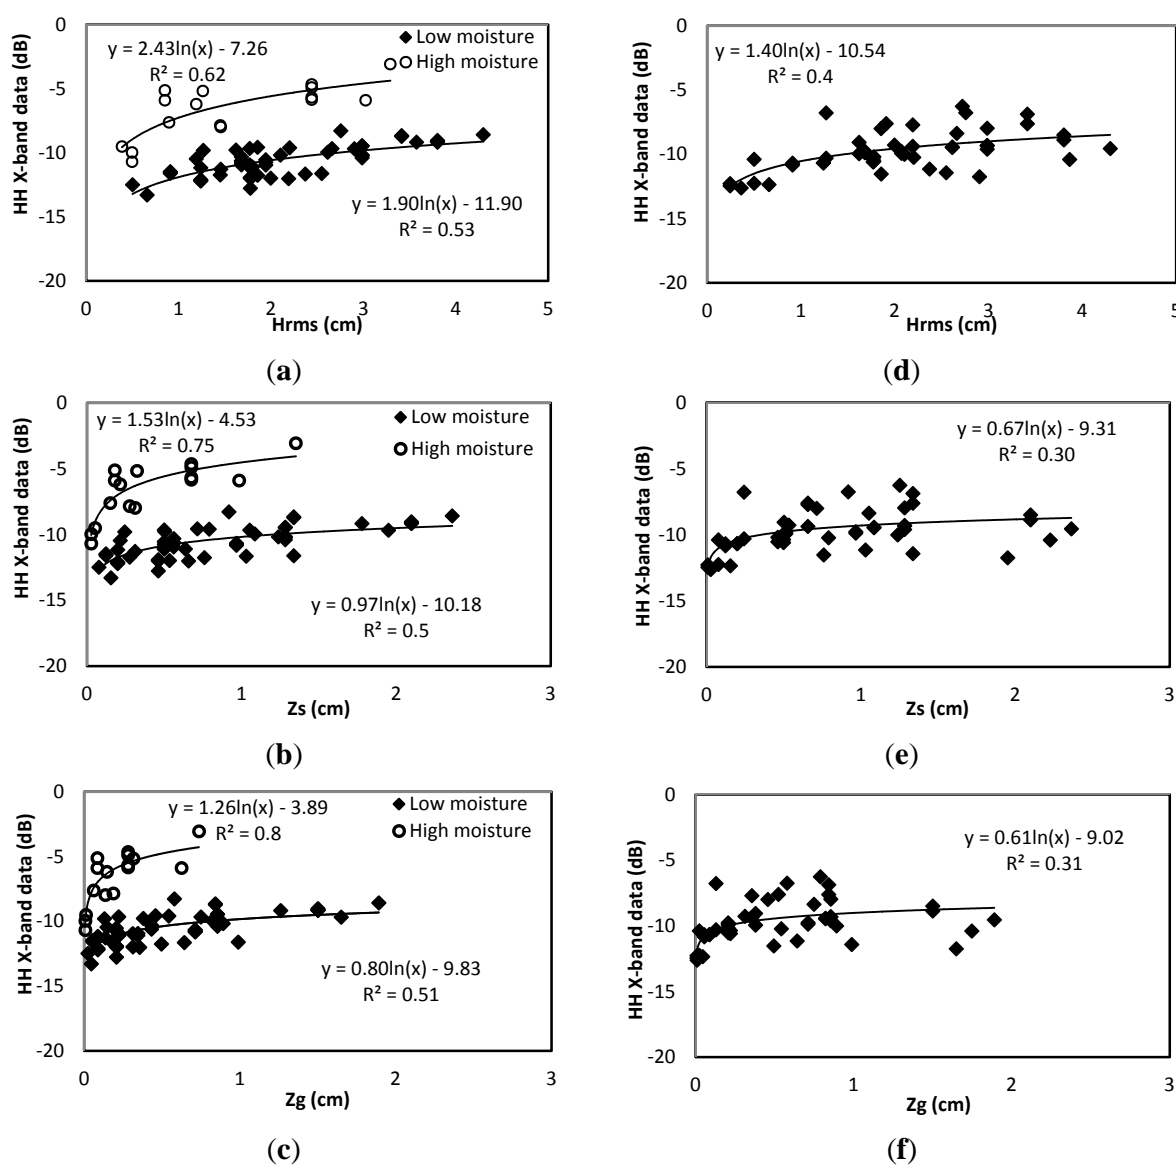 0
y = 2.43ln(x) - 7.26
R² = 0.62
Low moisture
High moisture
-5
-10
-15
-20
y = 1.90ln(x) - 11.90
R² = 0.53
HH X-band data (dB)
0 1 2 3 4 5
Hrms (cm)
(a)
0
y = 1.40ln(x) - 10.54
R² = 0.4
-5
-10
-15
-20
HH X-band data (dB)
0 1 2 3 4 5
Hrms (cm)
(d)
0
y = 1.53ln(x) - 4.53
R² = 0.75
Low moisture
High moisture
-5
-10
-15
-20
y = 0.97ln(x) - 10.18
R² = 0.5
HH X-band data (dB)
0 1 2 3
Zs (cm)
(b)
0
y = 0.67ln(x) - 9.31
R² = 0.30
-5
-10
-15
-20
HH X-band data (dB)
0 1 2 3
Zs (cm)
(e)
0
y = 1.26ln(x) - 3.89
R² = 0.8
Low moisture
High moisture
-5
-10
-15
-20
y = 0.80ln(x) - 9.83
R² = 0.51
HH X-band data (dB)
0 1 2 3
Zg (cm)
(c)
0
y = 0.61ln(x) - 9.02
R² = 0.31
-5
-10
-15
-20
HH X-band data (dB)
0 1 2 3
Zg (cm)
(f)